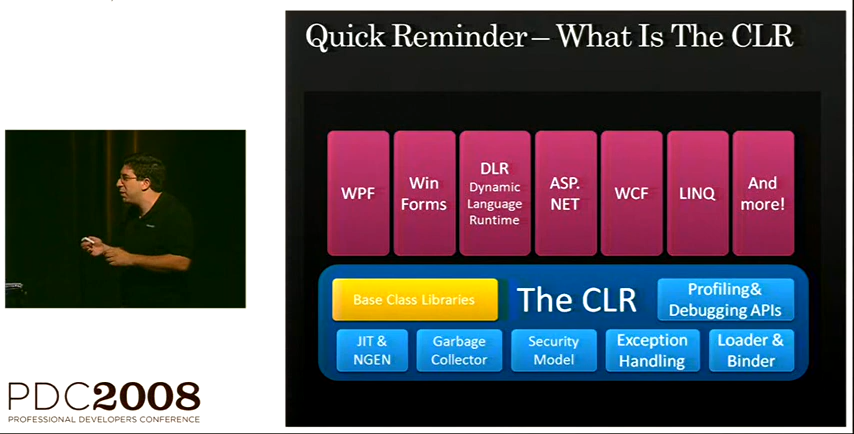 Quick Reminder – What Is The CLR
WPF
Win
Forms
DLR
Dynamic
Language
Runtime
ASP.
NET
WCF
LINQ
And
more!
Base Class Libraries
The CLR
Profiling&
Debugging APIs
JIT &
NGEN
Garbage
Collector
Security
Model
Exception
Handling
Loader &
Binder
PDC2008
PROFESSIONAL DEVELOPERS CONFERENCE